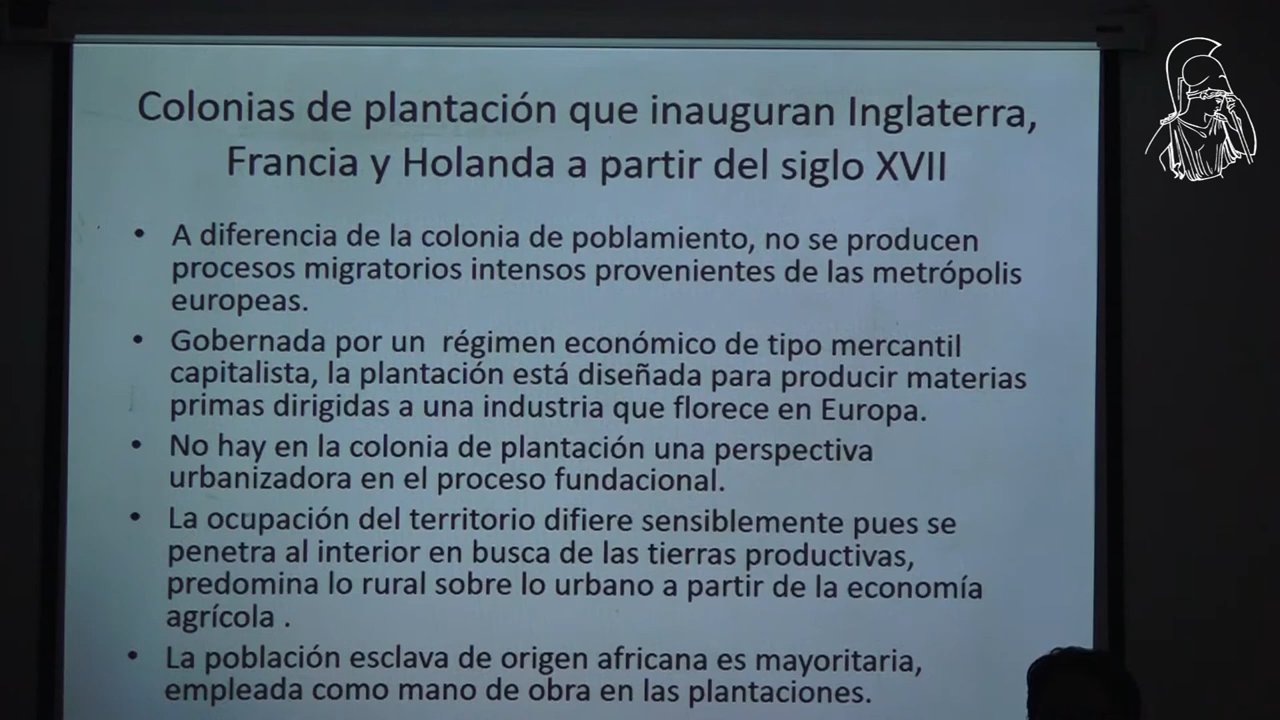 Colonias de plantación que inauguran Inglaterra,
Francia y Holanda a partir del siglo XVII
• A diferencia de la colonia de poblamiento, no se producen
procesos migratorios intensos provenientes de las metrópolis
europeas.
• Gobernada por un  régimen económico de tipo mercantil
capitalista, la plantación está diseñada para producir materias
primas dirigidas a una industria que florece en Europa.
• No hay en la colonia de plantación una perspectiva
urbanizadora en el proceso fundacional.
• La ocupación del territorio difiere sensiblemente pues se
penetra al interior en busca de las tierras productivas,
predomina lo rural sobre lo urbano a partir de la economía
agrícola .
• La población esclava de origen africana es mayoritaria,
empleada como mano de obra en las plantaciones.